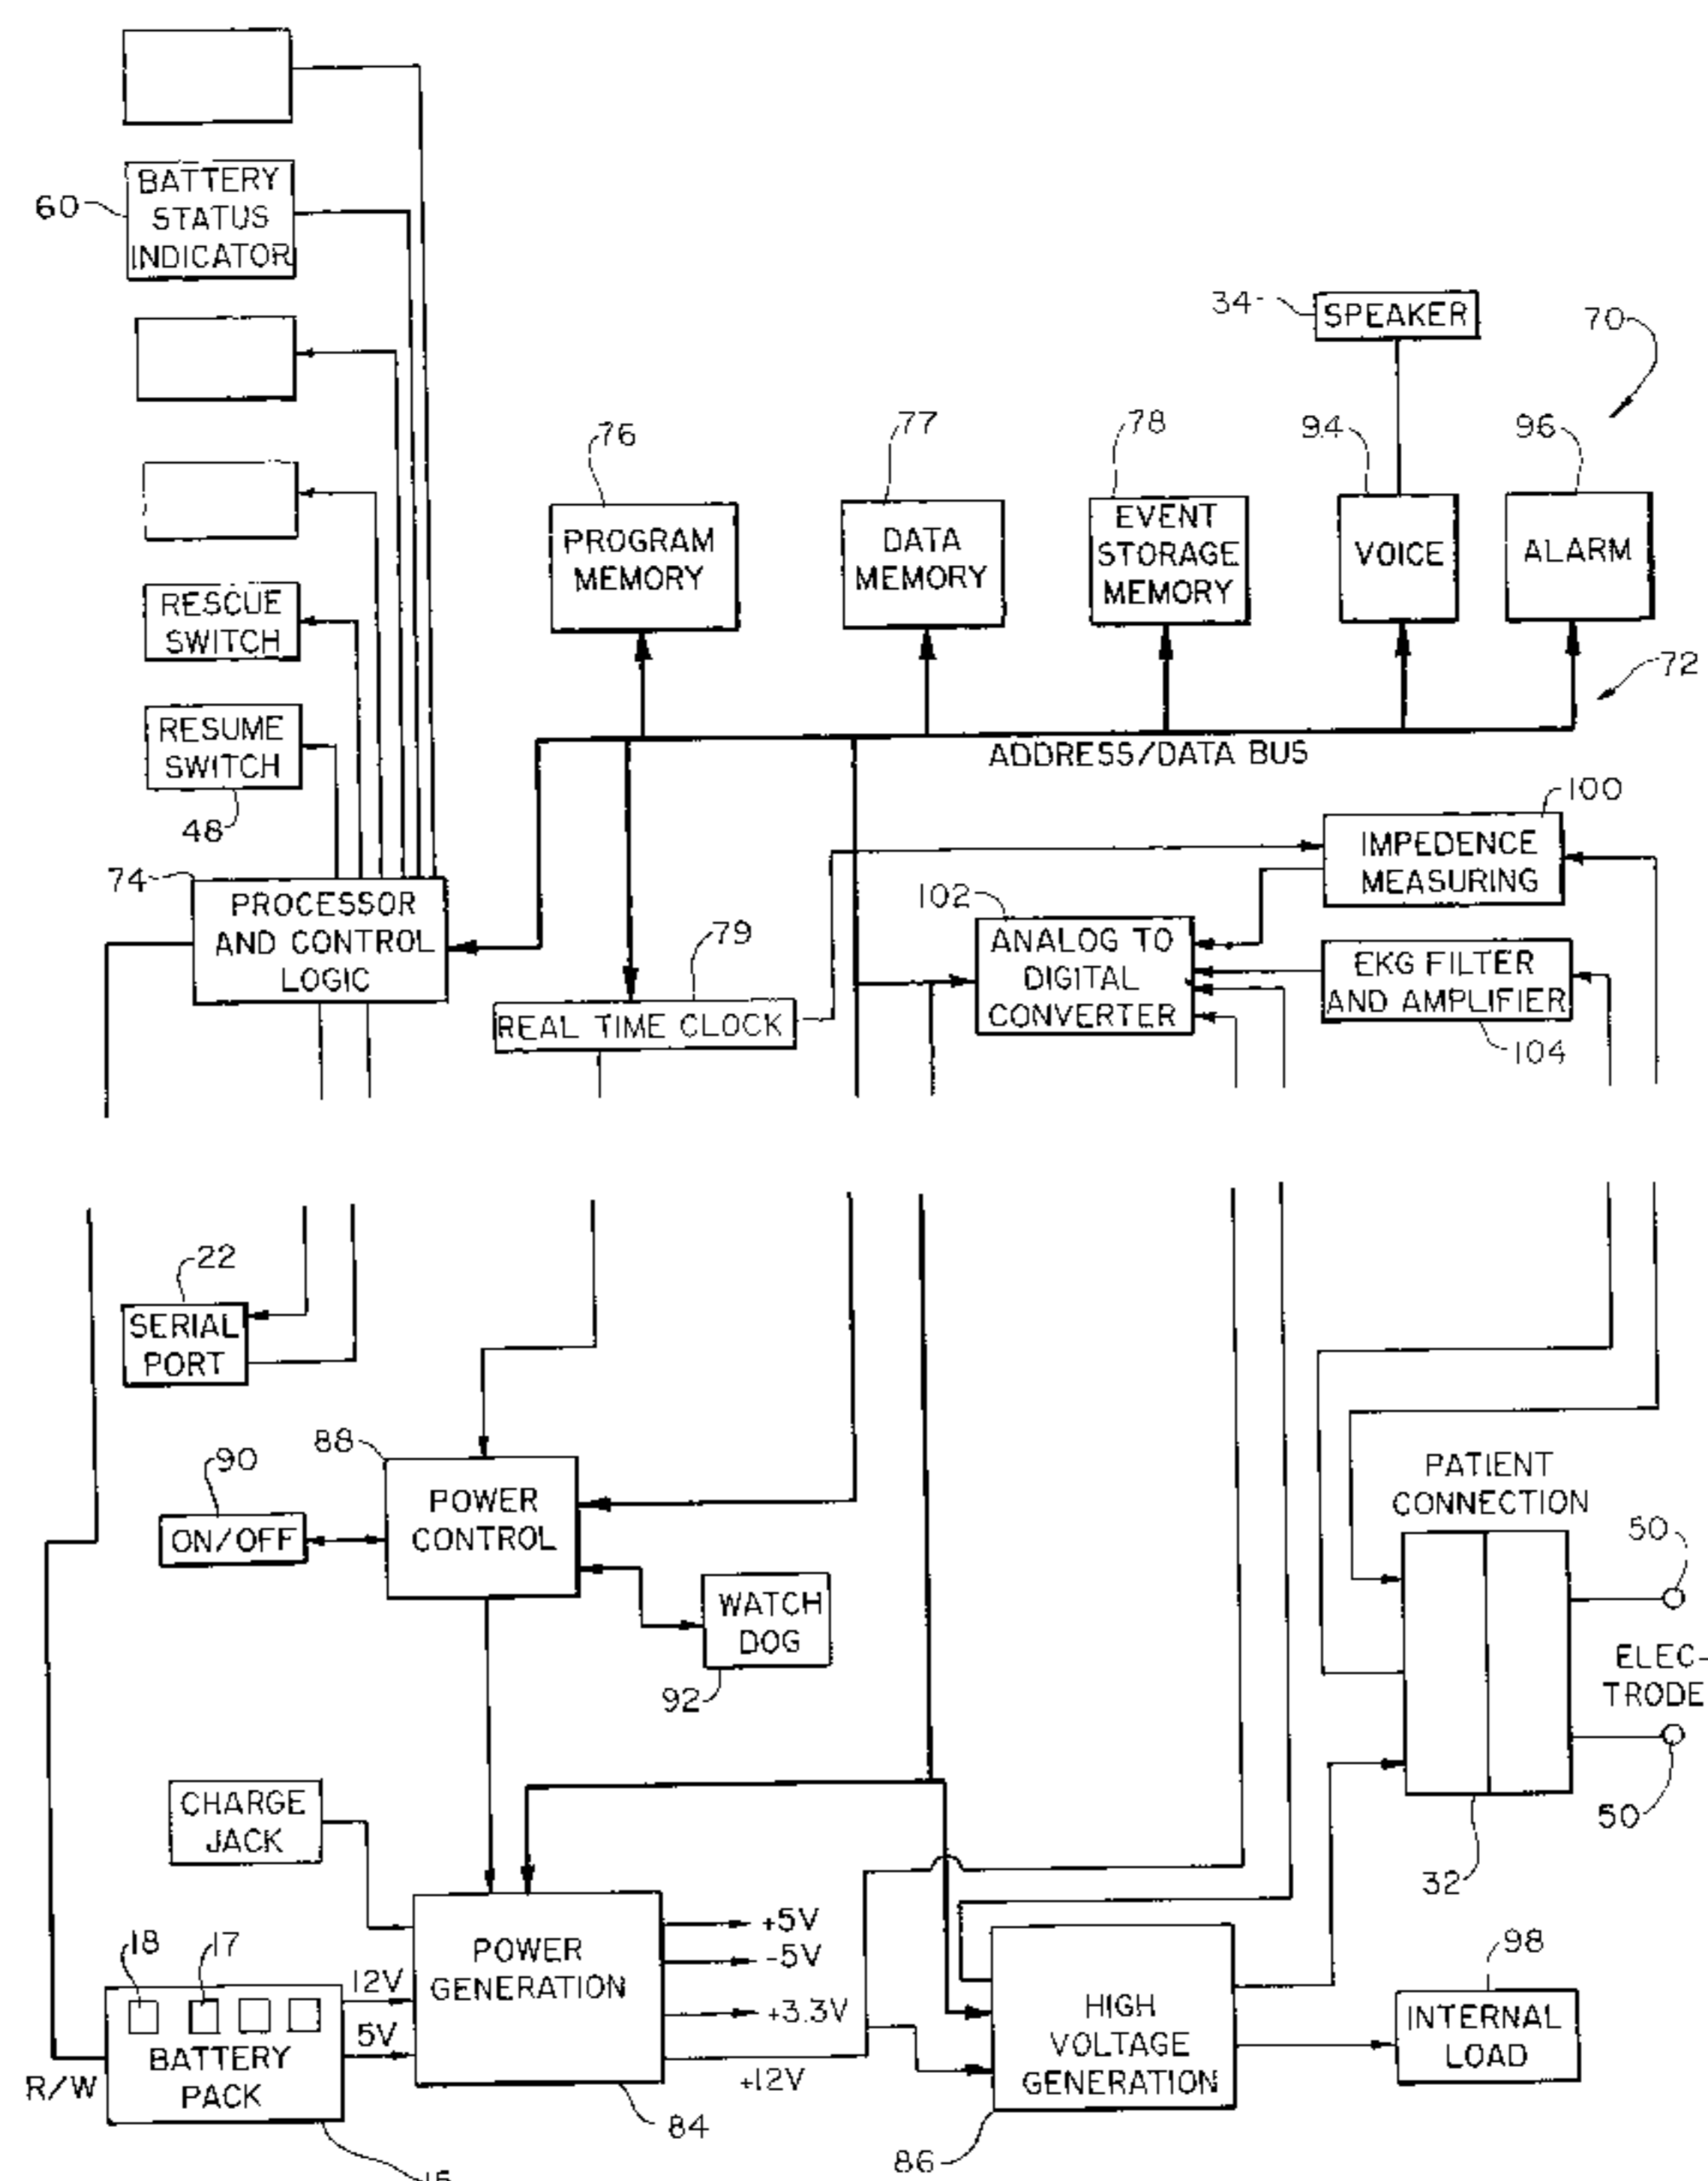 60
BATTERY
STATUS
INDICATOR
34
SPEAKER
70
76
77
78
94
96
PROGRAM
MEMORY
DATA
MEMORY
EVENT
STORAGE
MEMORY
VOICE
ALARM
RESCUE
SWITCH
72
RESUME
SWITCH
ADDRESS/DATA BUS
48
100
IMPEDENCE
MEASURING
74
PROCESSOR
AND CONTROL
LOGIC
79
REAL TIME CLOCK
102
ANALOG TO
DIGITAL
CONVERTER
EKG FILTER
AND AMPLIFIER
104
22
SERIAL
PORT
88
90
ON/OFF
POWER
CONTROL
PATIENT
CONNECTION
50
WATCH
DOG
92
ELEC-
TRODE
50
32
CHARGE
JACK
18
17
12V
5V
BATTERY
PACK
R/W
POWER
GENERATION
+5V
-5V
+3.3V
+12V
84
HIGH
VOLTAGE
GENERATION
86
98
INTERNAL
LOAD